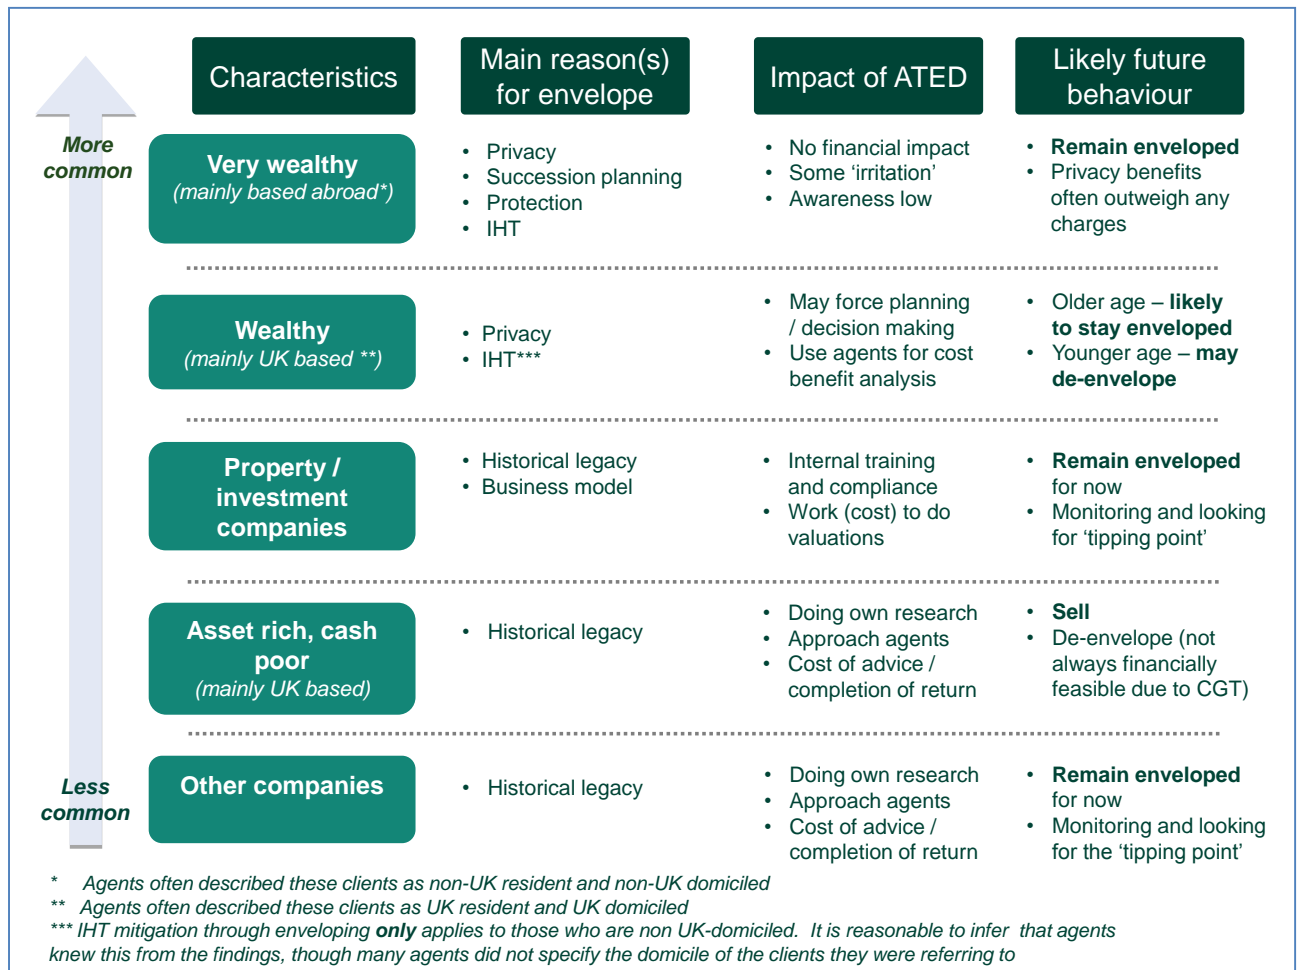 Characteristics
Main reason(s)
for envelope
Impact of ATED
Likely future
behaviour
More
common
Very wealthy
(mainly based abroad*)
• Privacy
• Succession planning
• Protection
• IHT
• No financial impact
• Some ‘irritation’
• Awareness low
• Remain enveloped
• Privacy benefits
often outweigh any
charges
Wealthy
(mainly UK based **)
• Privacy
• IHT***
• May force planning
/ decision making
• Use agents for cost
benefit analysis
• Older age – likely
to stay enveloped
• Younger age – may
de-envelope
Property /
investment
companies
• Historical legacy
• Business model
• Internal training
and compliance
• Work (cost) to do
valuations
• Remain enveloped
for now
• Monitoring and looking
for ‘tipping point’
Asset rich, cash
poor
(mainly UK based)
• Historical legacy
• Doing own research
• Approach agents
• Cost of advice /
completion of return
• Sell
• De-envelope (not
always financially
feasible due to CGT)
Less
common
Other companies
• Historical legacy
• Doing own research
• Approach agents
• Cost of advice /
completion of return
• Remain enveloped
for now
• Monitoring and looking
for the ‘tipping point’
* Agents often described these clients as non-UK resident and non-UK domiciled
** Agents often described these clients as UK resident and UK domiciled
*** IHT mitigation through enveloping only applies to those who are non UK-domiciled. It is reasonable to infer that agents
knew this from the findings, though many agents did not specify the domicile of the clients they were referring to